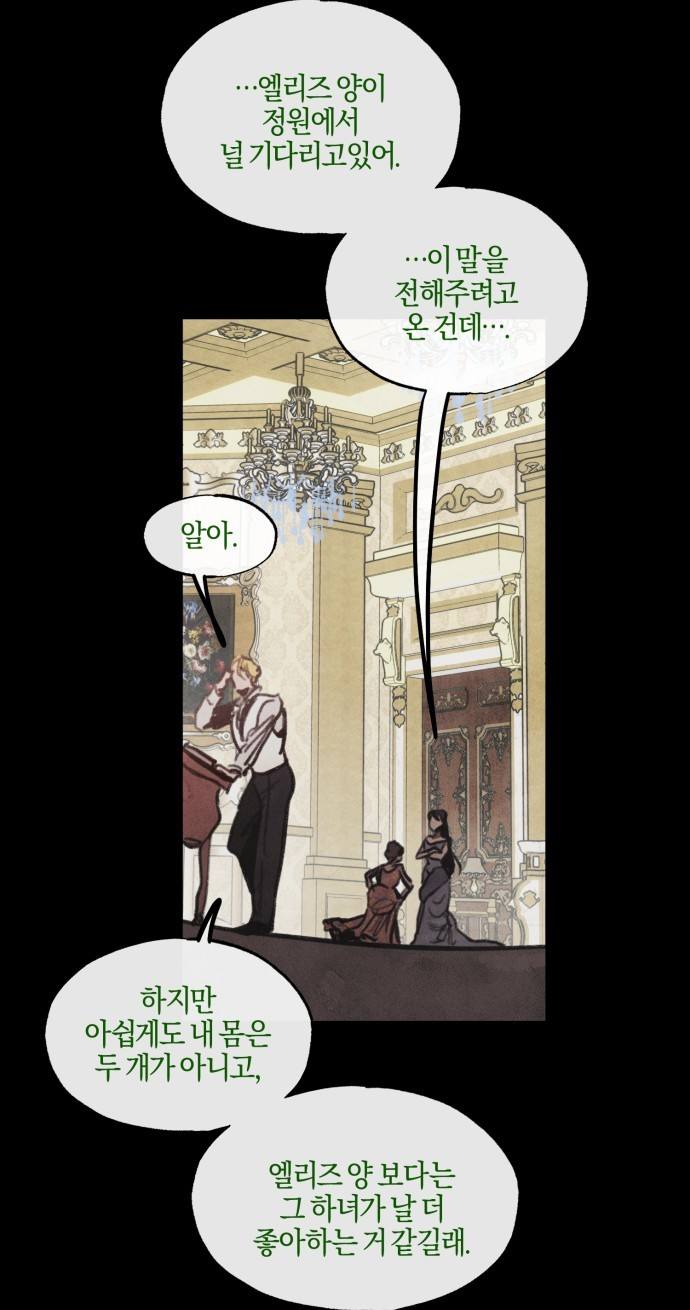 …엘리즈 양이
정원에서
널 기다리고있어.
…이 말을
전해주려고
온 건데….
알아.
하지만
아쉽게도 내 몸은
두 개가 아니고,
엘리즈 양 보다는
그 하녀가 날 더
좋아하는 거 같길래.